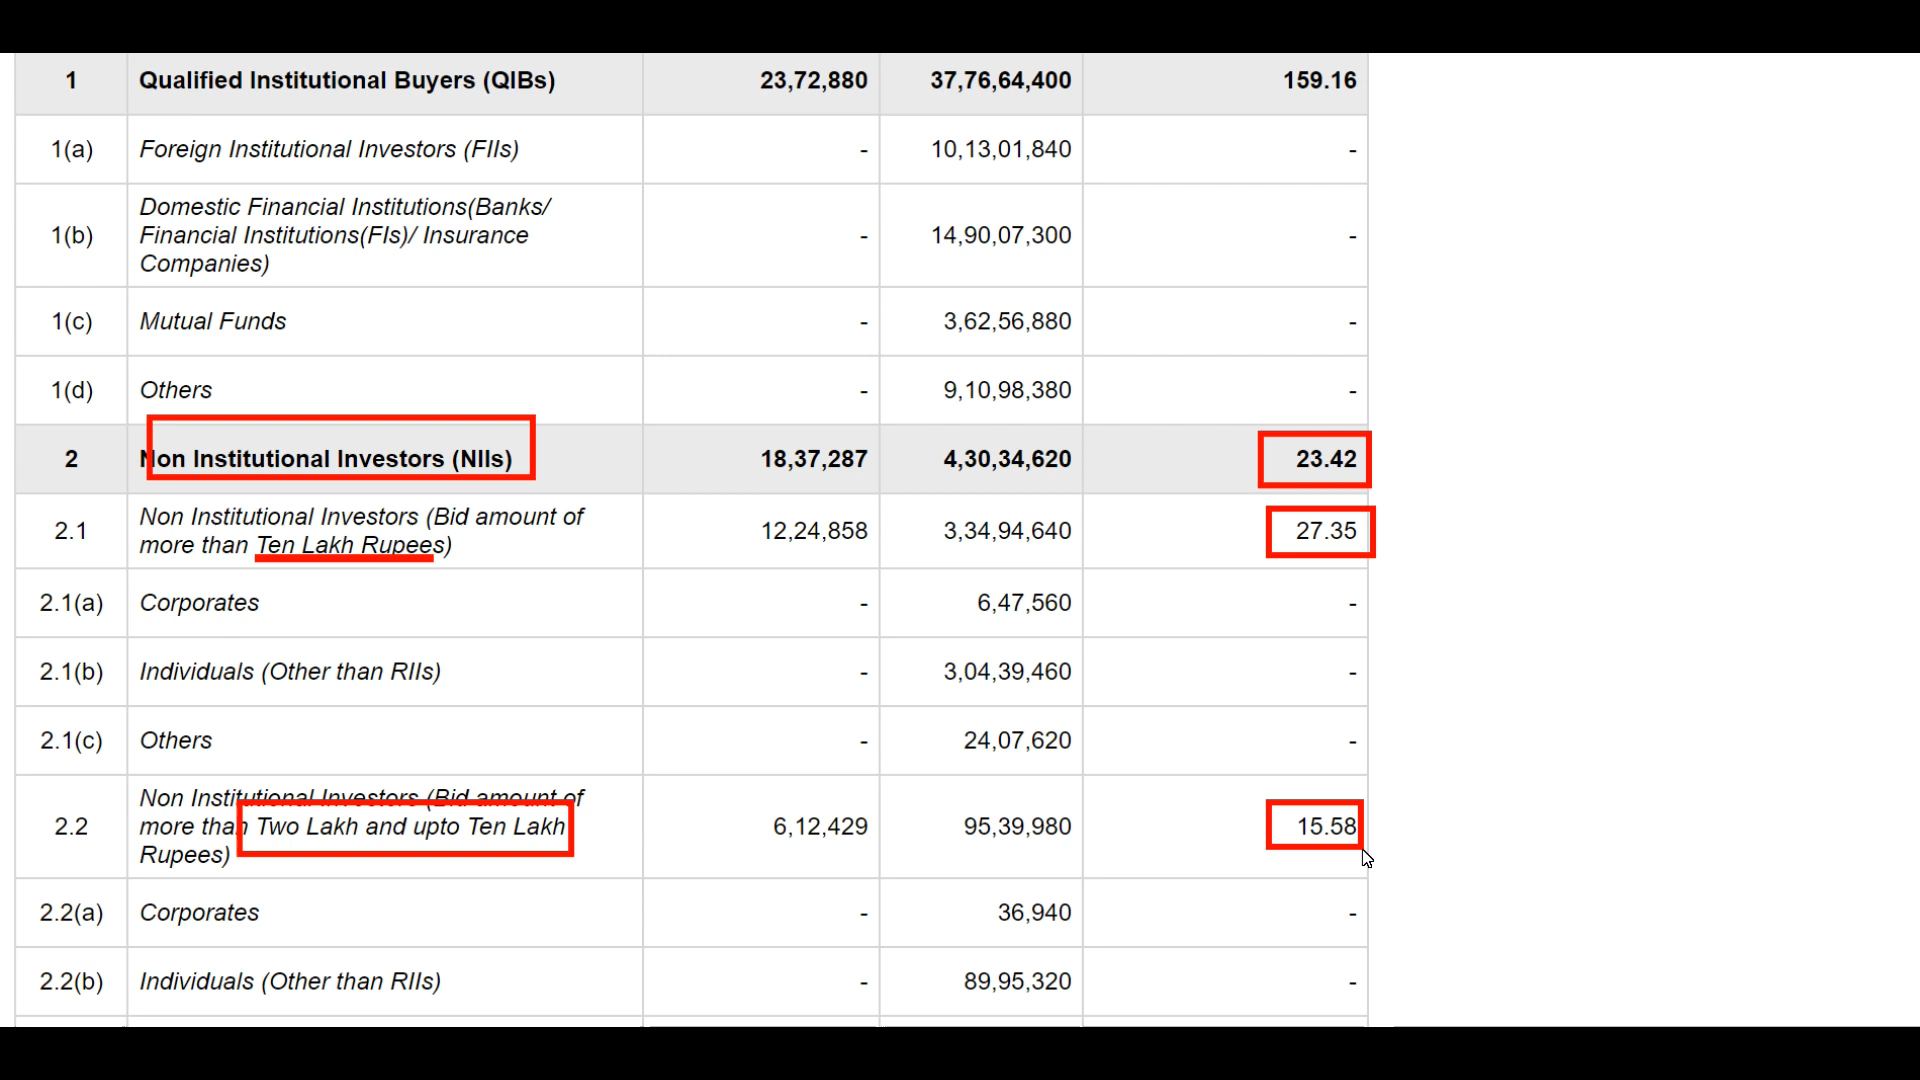 1 Qualified Institutional Buyers (QIBs) 23,72,880 37,76,64,400 159.16
1(a) Foreign Institutional Investors (FIIs) - 10,13,01,840 -
Domestic Financial Institutions(Banks/
1(b) Financial Institutions(FIs)/ Insurance - 14,90,07,300 -
Companies)
1(c) Mutual Funds - 3,62,56,880 -
1(d) Others - 9,10,98,380 -
2 Non Institutional Investors (NIIs) 18,37,287 4,30,34,620 23.42
Non Institutional Investors (Bid amount of
2.1 12,24,858 3,34,94,640 27.35
more than Ten Lakh Rupees)
2.1(a) Corporates - 6,47,560 -
2.1(b) Individuals (Other than RIIs) - 3,04,39,460 -
2.1(c) Others - 24,07,620 -
Non Institutional Investors (Bid amount of
2.2 more than Two Lakh and upto Ten Lakh 6,12,429 95,39,980 15.58
Rupees)
2.2(a) Corporates - 36,940 -
2.2(b) Individuals (Other than RIIs) - 89,95,320 -